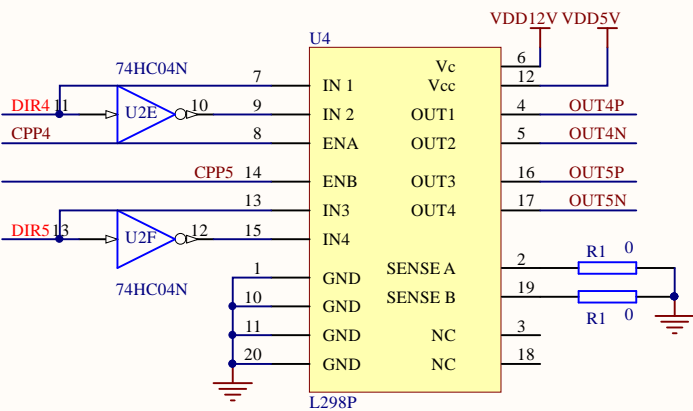 VDD12V VDD5V
U4
74HC04N
6 Vc
12 Vcc
7 IN 1
DIR4 11 U2E 10 9 IN 2
OUT1 4 OUT4P
CPP4 8 ENA
OUT2 5 OUT4N
CPP5 14 ENB
OUT3 16 OUT5P
13 IN3
OUT4 17 OUT5N
DIR5 13 U2F 12 15 IN4
74HC04N
1 GND
SENSE A 2 R1 0
10 GND
SENSE B 19 R1 0
11 GND
NC 3
20 GND
NC 18
L298P